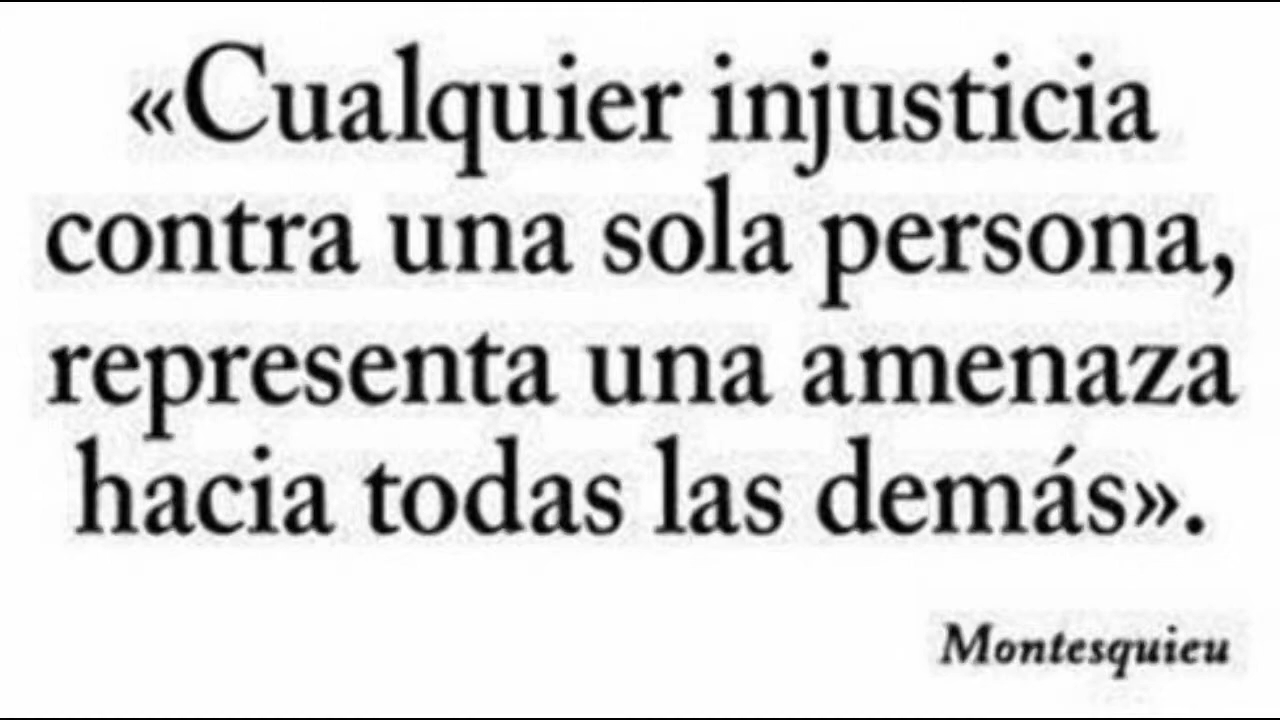 «Cualquier injusticia
contra una sola persona,
representa una amenaza
hacia todas las demás».
Montesquieu